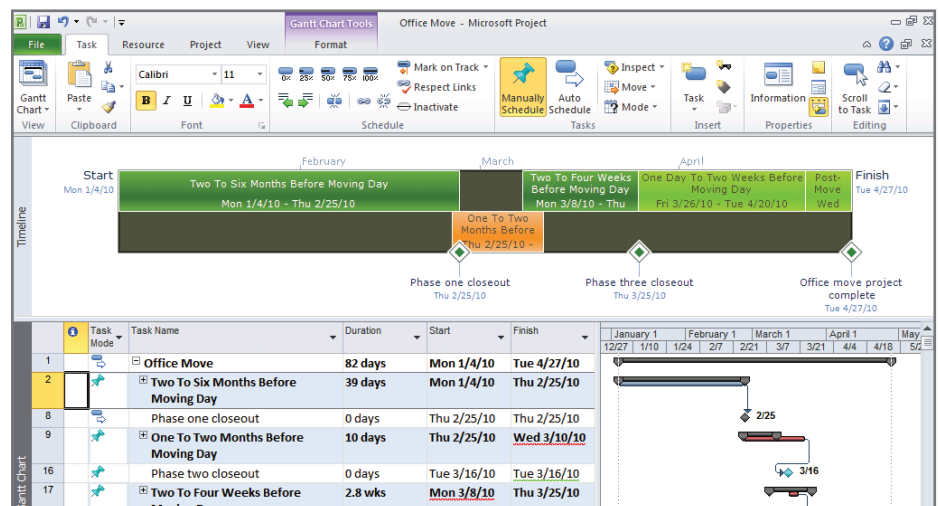 Gantt Chart Tools
Office Move - Microsoft Project
File Task Resource Project View Format
Calibri 11
0% 25% 50% 75% 100%
Mark on Track
Respect Links
Inactivate
B I U A
Gantt Chart
Paste
Manually Schedule
Auto Schedule
Inspect
Move
Mode
Task
Information
Scroll to Task
View Clipboard Font Schedule Tasks Insert Properties Editing
Timeline
February March April
Start
Mon 1/4/10
Two To Six Months Before Moving Day
Mon 1/4/10 - Thu 2/25/10
Two To Four Weeks
Before Moving Day
Mon 3/8/10 - Thu
One Day To Two Weeks Before
Moving Day
Fri 3/26/10 - Tue 4/20/10
Post-
Move
Wed
Finish
Tue 4/27/10
One To Two
Months Before
Thu 2/25/10 -
Phase one closeout
Thu 2/25/10
Phase three closeout
Thu 3/25/10
Office move project
complete
Tue 4/27/10
Task Mode Task Name Duration Start Finish
January 1 February 1 March 1 April 1 May
12/27 1/10 1/24 2/7 2/21 3/7 3/21 4/4 4/18
1 Office Move 82 days Mon 1/4/10 Tue 4/27/10
2 Two To Six Months Before 39 days Mon 1/4/10 Thu 2/25/10
Moving Day
8 Phase one closeout 0 days Thu 2/25/10 Thu 2/25/10
2/25
9 One To Two Months Before 10 days Thu 2/25/10 Wed 3/10/10
Moving Day
16 Phase two closeout 0 days Tue 3/16/10 Tue 3/16/10
3/16
17 Two To Four Weeks Before 2.8 wks Mon 3/8/10 Thu 3/25/10